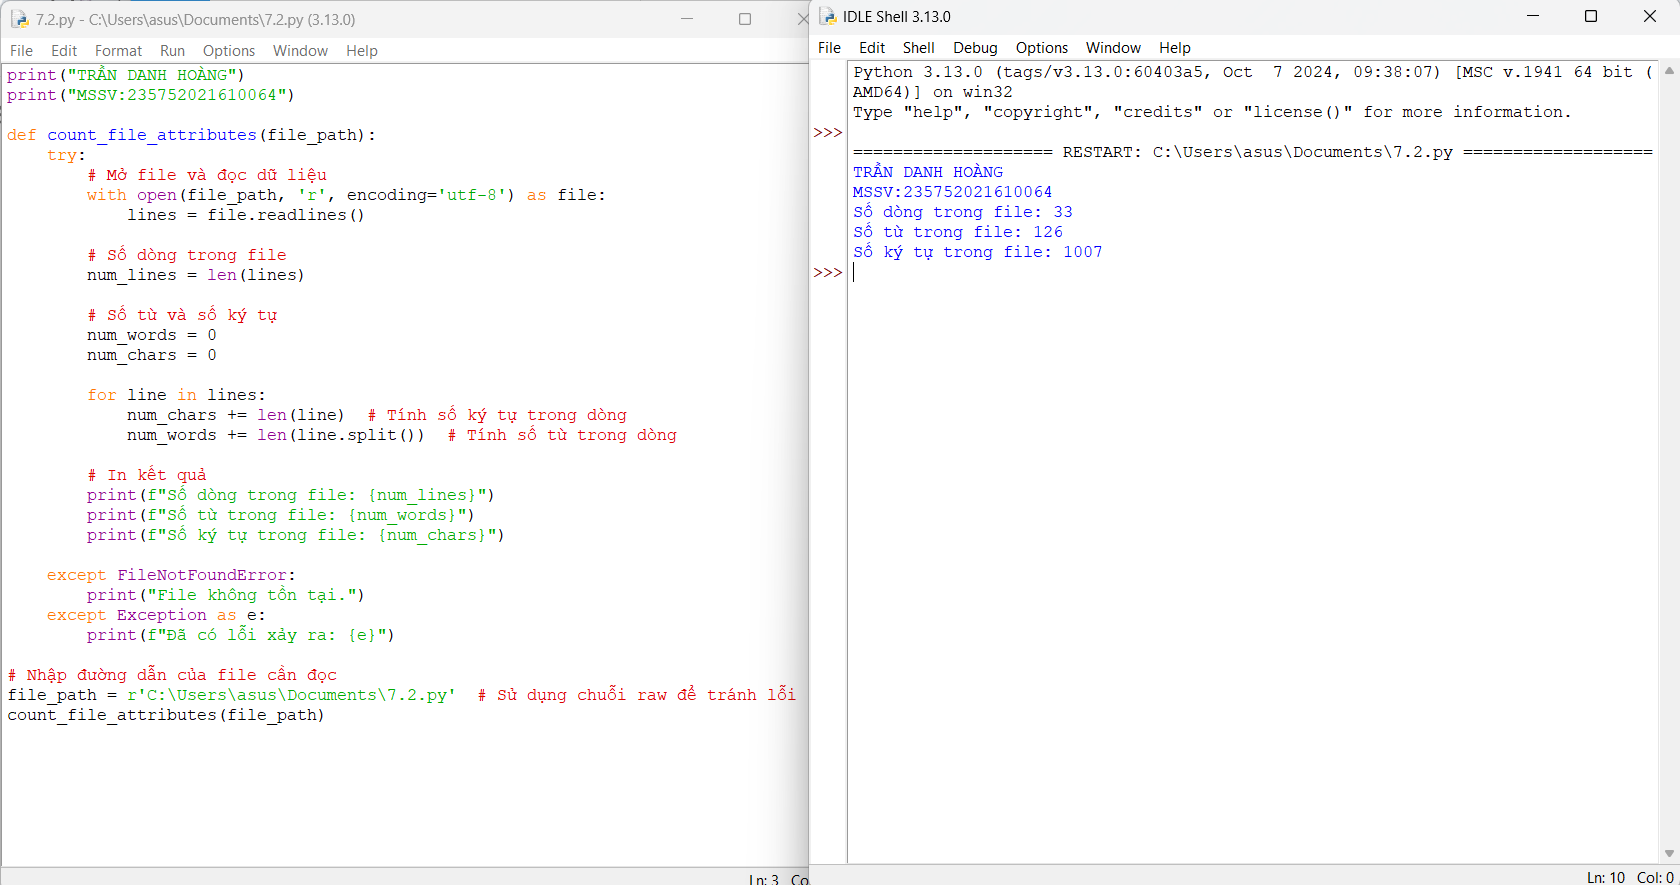 7.2.py - C:\Users\asus\Documents\7.2.py (3.13.0)
File Edit Format Run Options Window Help
print("TRẦN DANH HOÀNG")
print("MSSV:235752021610064")
def count_file_attributes(file_path):
    try:
        # Mở file và đọc dữ liệu
        with open(file_path, 'r', encoding='utf-8') as file:
            lines = file.readlines()
        # Số dòng trong file
        num_lines = len(lines)
        # Số từ và số ký tự
        num_words = 0
        num_chars = 0
        for line in lines:
            num_chars += len(line)  # Tính số ký tự trong dòng
            num_words += len(line.split())  # Tính số từ trong dòng
        # In kết quả
        print(f"Số dòng trong file: {num_lines}")
        print(f"Số từ trong file: {num_words}")
        print(f"Số ký tự trong file: {num_chars}")
    except FileNotFoundError:
        print("File không tồn tại.")
    except Exception as e:
        print(f"Đã có lỗi xảy ra: {e}")
# Nhập đường dẫn của file cần đọc
file_path = r'C:\Users\asus\Documents\7.2.py'  # Sử dụng chuỗi raw để tránh lỗi
count_file_attributes(file_path)
Ln: 3 Co
IDLE Shell 3.13.0
File Edit Shell Debug Options Window Help
Python 3.13.0 (tags/v3.13.0:60403a5, Oct  7 2024, 09:38:07) [MSC v.1941 64 bit (
AMD64)] on win32
Type "help", "copyright", "credits" or "license()" for more information.
>>>
==================== RESTART: C:\Users\asus\Documents\7.2.py ===================
TRẦN DANH HOÀNG
MSSV:235752021610064
Số dòng trong file: 33
Số từ trong file: 126
Số ký tự trong file: 1007
>>>
Ln: 10 Col: 0